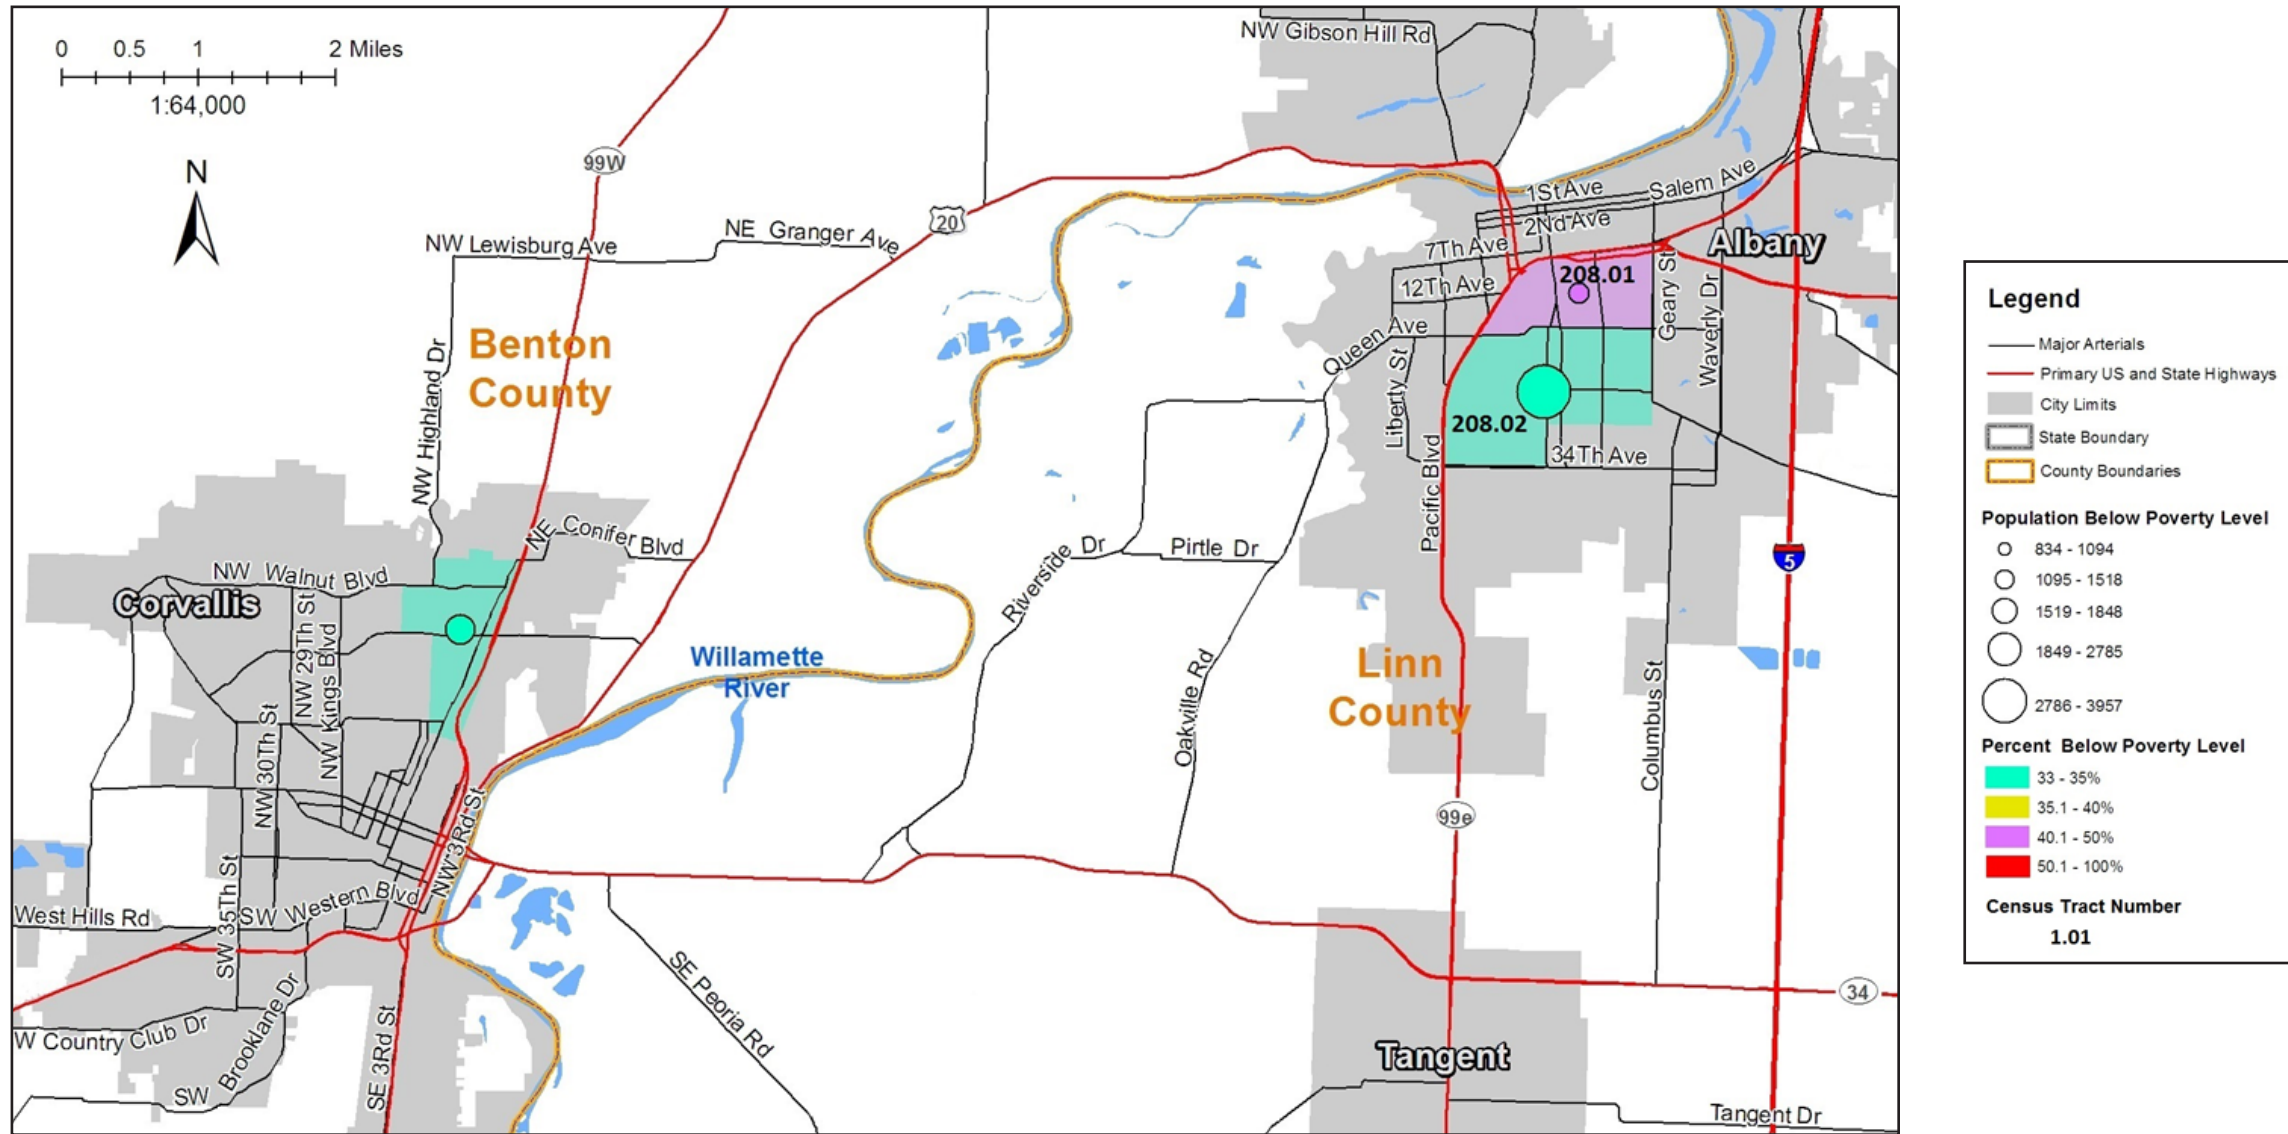 0 0.5 1 2 Miles
1:64,000
N
99W
20
NW Gibson Hill Rd
NW Lewisburg Ave
NE Granger Ave
1St Ave
Salem Ave
2Nd Ave
7Th Ave
12Th Ave
Albany
208.01
Geary St
Waverly Dr
Queen Ave
Liberty St
208.02
34Th Ave
Pacific Blvd
Benton
County
NW Highland Dr
NE Conifer Blvd
NW Walnut Blvd
Corvallis
NW 29Th St
NW Kings Blvd
NW 30Th St
Willamette
River
Riverside Dr
Pirtle Dr
Oakville Rd
Linn
County
Columbus St
5
99e
34
NW 3Rd St
SW 35Th St
SW Western Blvd
West Hills Rd
W Country Club Dr
SW Brooklane Dr
SE 3Rd St
SE Peoria Rd
Tangent
Tangent Dr
Legend
Major Arterials
Primary US and State Highways
City Limits
State Boundary
County Boundaries
Population Below Poverty Level
834 - 1094
1095 - 1518
1519 - 1848
1849 - 2785
2786 - 3957
Percent Below Poverty Level
33 - 35%
35.1 - 40%
40.1 - 50%
50.1 - 100%
Census Tract Number
1.01